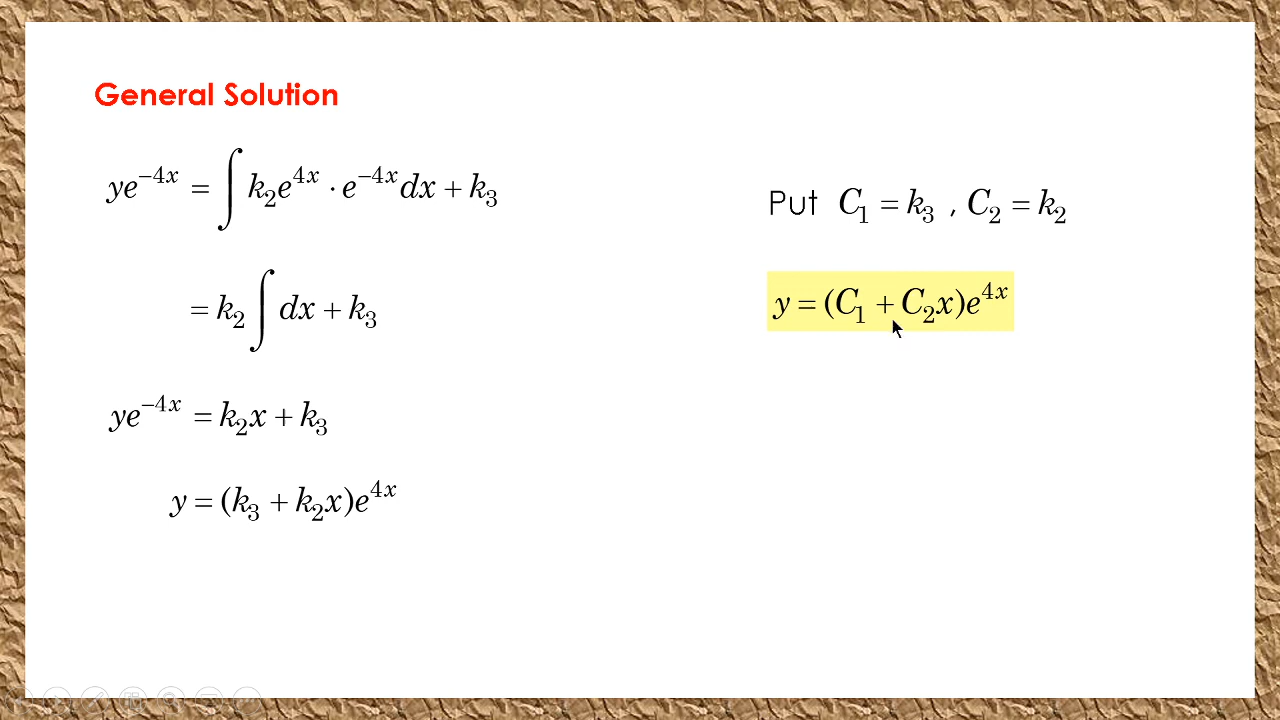 General Solution
ye^{-4x} = ∫ k_2 e^{4x} · e^{-4x} dx + k_3
= k_2 ∫ dx + k_3
ye^{-4x} = k_2 x + k_3
y = (k_3 + k_2 x)e^{4x}
Put C_1 = k_3 , C_2 = k_2
y = (C_1 + C_2 x)e^{4x}